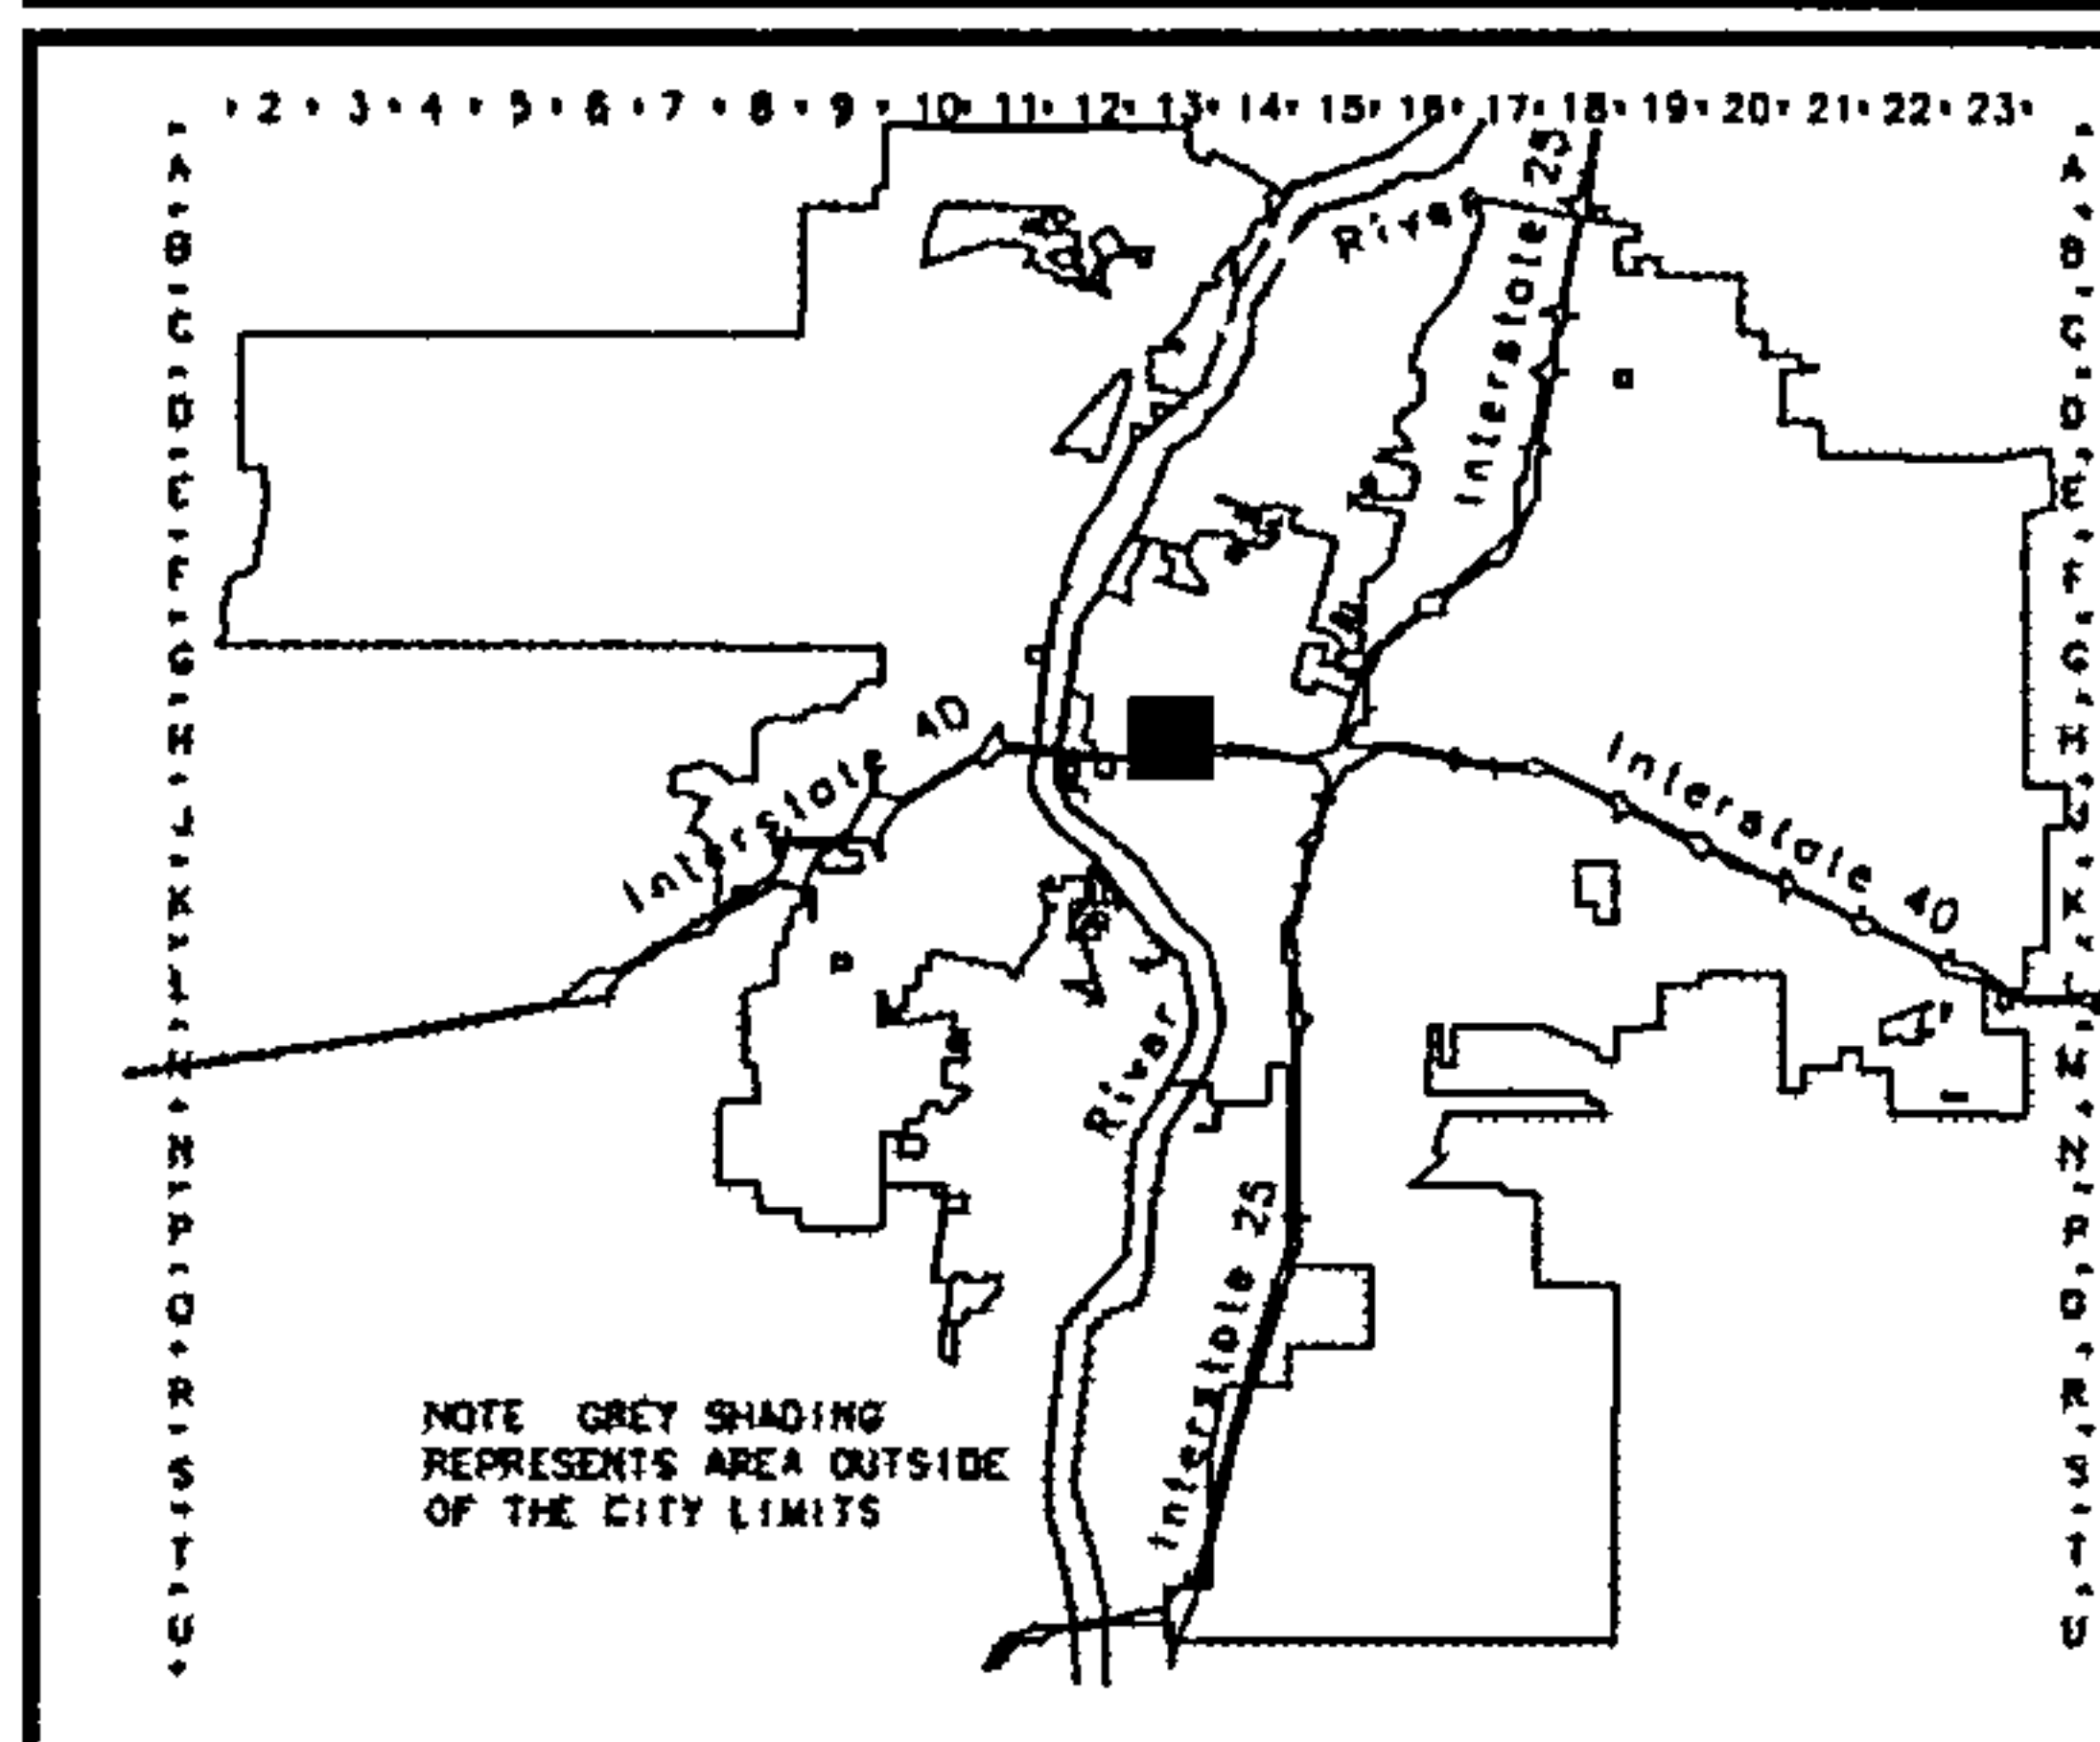 2 3 4 5 6 7 8 9 10 11 12 13 14 15 16 17 18 19 20 21 22 23
A A
B B
C C
D D
E E
F F
G G
H H
J J
K K
L L
M M
N N
P P
Q Q
R R
S S
T T
U U
River
Interstate 25
Interstate 40
Interstate 40
River
Interstate 25
NOTE GREY SHADING
REPRESENTS AREA OUTSIDE
OF THE CITY LIMITS